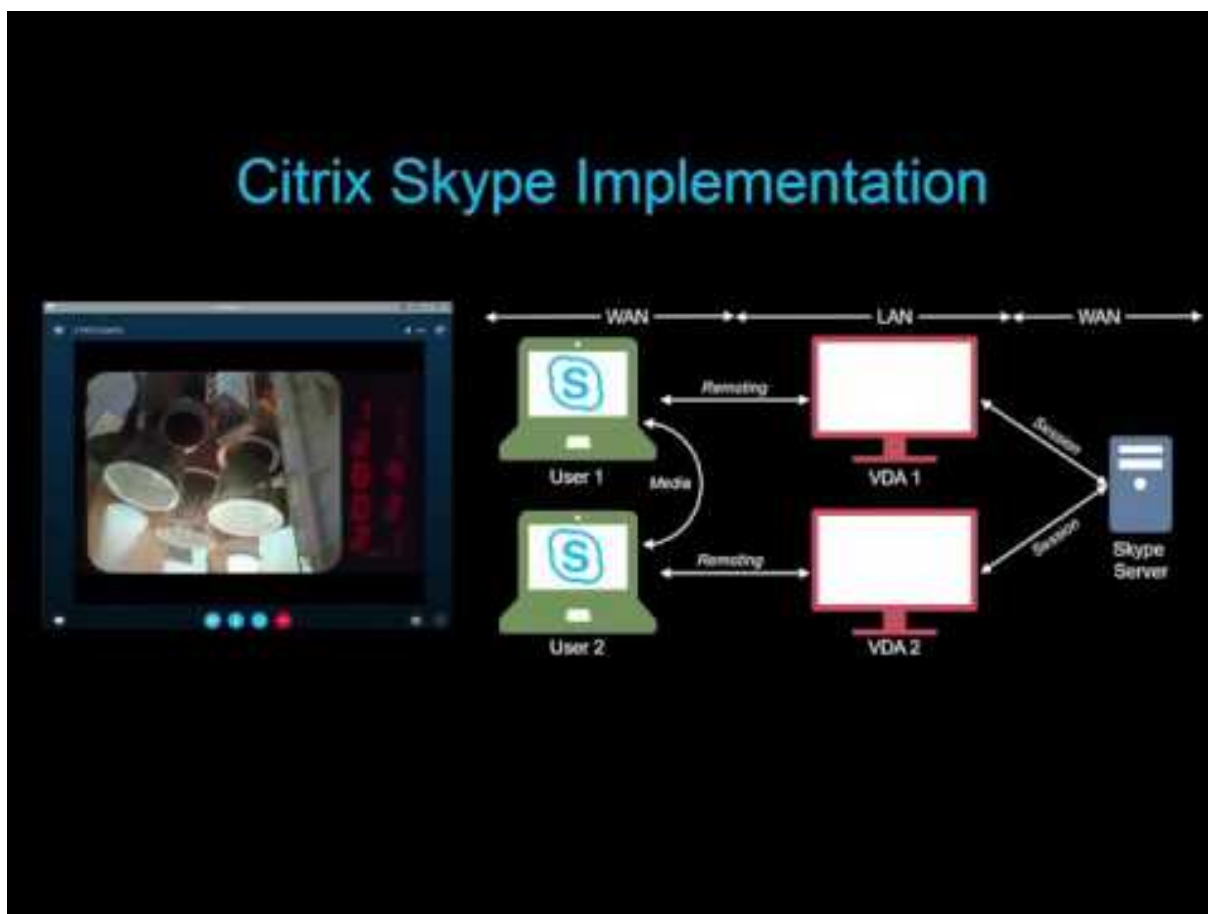 Citrix Skype Implementation
WAN
LAN
WAN
S
Remoting
Session
User 1
Media
VDA 1
S
Remoting
Session
Skype
Server
User 2
VDA 2